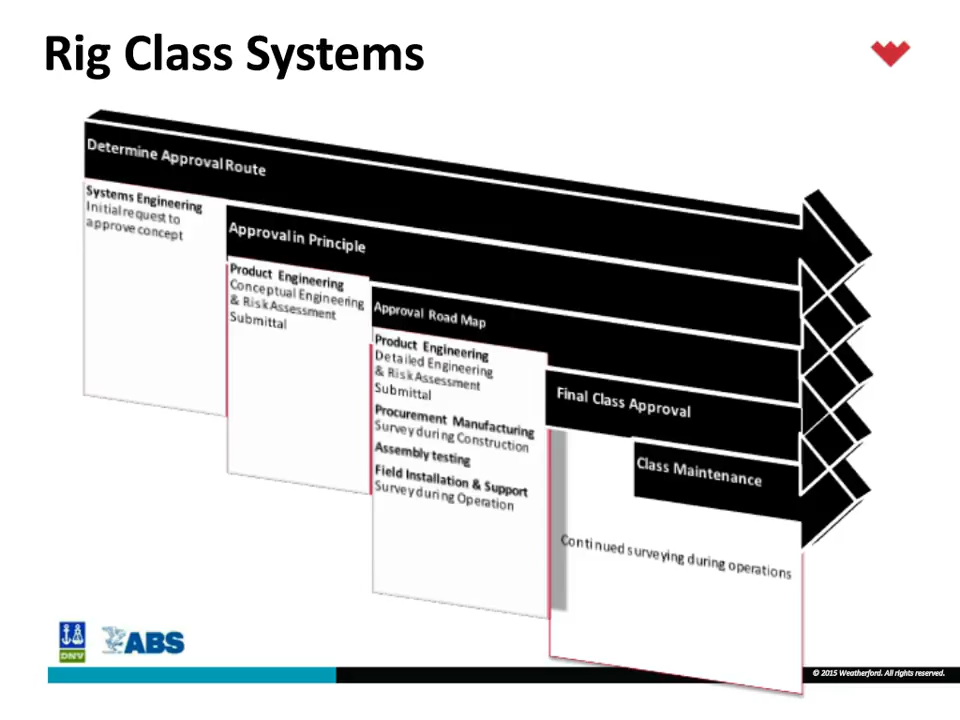 Rig Class Systems
Determine Approval Route
Systems Engineering
Initial request to
approve concept
Approval in Principle
Product Engineering
Conceptual Engineering
& Risk Assessment
Submittal
Approval Road Map
Product Engineering
Detailed Engineering
& Risk Assessment
Submittal
Procurement Manufacturing
Survey during Construction
Assembly testing
Field Installation & Support
Survey during Operation
Final Class Approval
Class Maintenance
Continued surveying during operations
DNV
ABS
© 2015 Weatherford. All rights reserved.